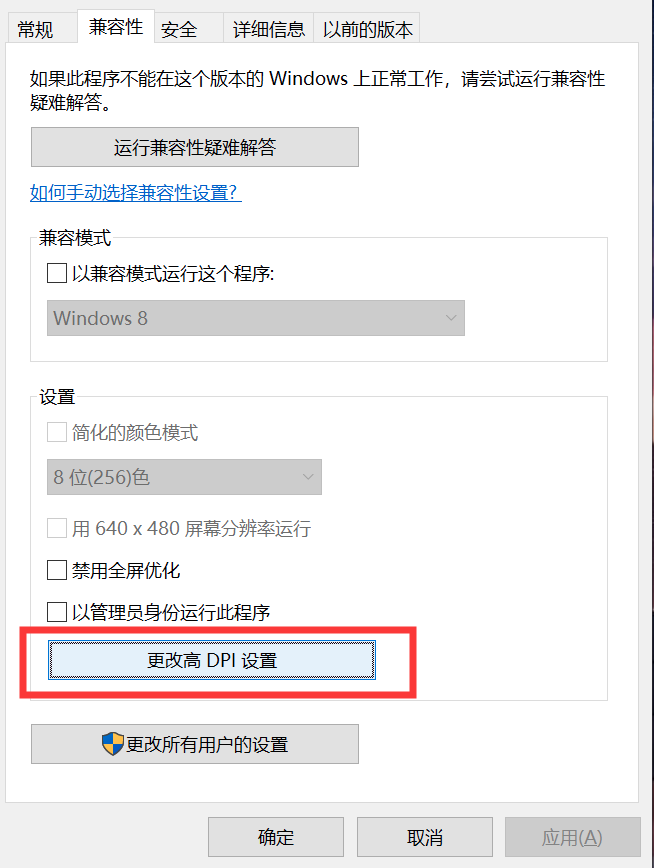 常规 兼容性 安全 详细信息 以前的版本
如果此程序不能在这个版本的 Windows 上正常工作，请尝试运行兼容性
疑难解答。
运行兼容性疑难解答
如何手动选择兼容性设置？
兼容模式
以兼容模式运行这个程序:
Windows 8
设置
简化的颜色模式
8 位(256)色
用 640 x 480 屏幕分辨率运行
禁用全屏优化
以管理员身份运行此程序
更改高 DPI 设置
更改所有用户的设置
确定 取消 应用(A)